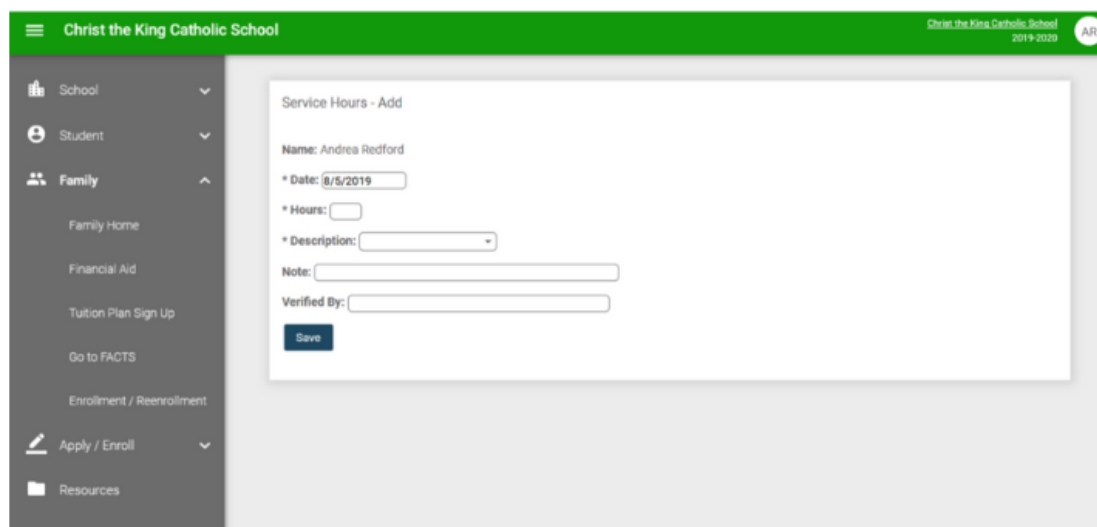 Christ the King Catholic School
Christ the King Catholic School
2019-2020
AR
School
Student
Family
Family Home
Financial Aid
Tuition Plan Sign Up
Go to FACTS
Enrollment / Reenrollment
Apply / Enroll
Resources
Service Hours - Add
Name: Andrea Redford
* Date: 8/5/2019
* Hours:
* Description:
Note:
Verified By:
Save